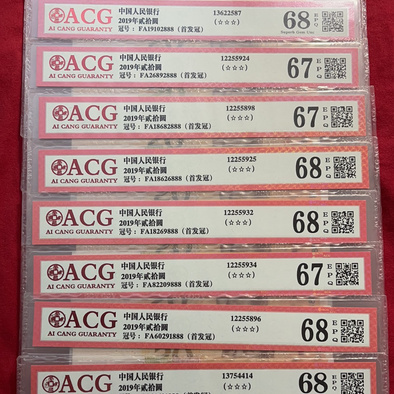 ACG
AI CANG GUARANTY
中国人民银行
2019年贰拾圆
冠号：FA19102888（首发冠）
13622587
(☆☆☆)
68 EPQ
Superb Gem Unc
ACG
AI CANG GUARANTY
中国人民银行
2019年贰拾圆
冠号：FA26892888（首发冠）
12255924
(☆☆☆)
67 EPQ
ACG
AI CANG GUARANTY
中国人民银行
2019年贰拾圆
冠号：FA18682888（首发冠）
12255898
(☆☆☆)
67 EPQ
ACG
AI CANG GUARANTY
中国人民银行
2019年贰拾圆
冠号：FA18626888（首发冠）
12255925
(☆☆☆)
68 EPQ
ACG
AI CANG GUARANTY
中国人民银行
2019年贰拾圆
冠号：FA18269888（首发冠）
12255932
(☆☆☆)
68 EPQ
ACG
AI CANG GUARANTY
中国人民银行
2019年贰拾圆
冠号：FA82209888（首发冠）
12255934
(☆☆☆)
67 EPQ
ACG
AI CANG GUARANTY
中国人民银行
2019年贰拾圆
冠号：FA60291888（首发冠）
12255896
(☆☆☆)
68 EPQ
ACG
中国人民银行
2019年贰拾圆
13754414
(☆☆☆)
68 EPQ